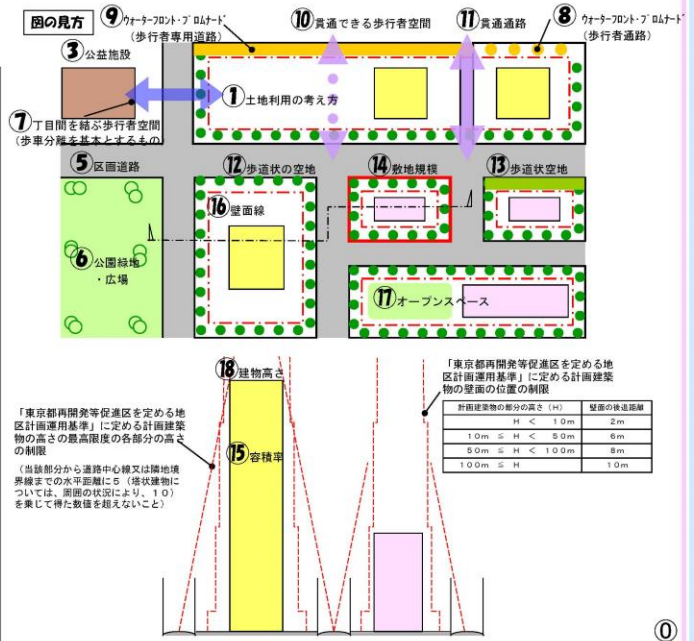 図の見方
⑨ウォーターフロント・プロムナード
(歩行者専用道路)
⑩貫通できる歩行者空間
⑪貫通通路
⑧ウォーターフロント・プロムナード
(歩行者通路)
③公益施設
①土地利用の考え方
⑦丁目間を結ぶ歩行者空間
(歩車分離を基本とするもの)
⑤区画道路
⑫歩道状の空地
⑭敷地規模
⑬歩道状空地
⑯壁面線
⑥公園緑地
・広場
⑰オープンスペース
⑱建物高さ
「東京都再開発等促進区を定める地
区計画運用基準」に定める計画建築
物の壁面の位置の制限
計画建築物の部分の高さ(H) 壁面の後退距離
H < 10m 2m
10m ≦ H < 50m 6m
50m ≦ H < 100m 8m
100m ≦ H 10m
「東京都再開発等促進区を定める地
区計画運用基準」に定める計画建築
物の高さの最高限度の各部分の高さ
の制限
(当該部分から道路中心線又は隣地境
界線までの水平距離に5(塔状建物に
ついては、周囲の状況により、10)
を乗じて得た数値を超えないこと)
⑮容積率
⓪